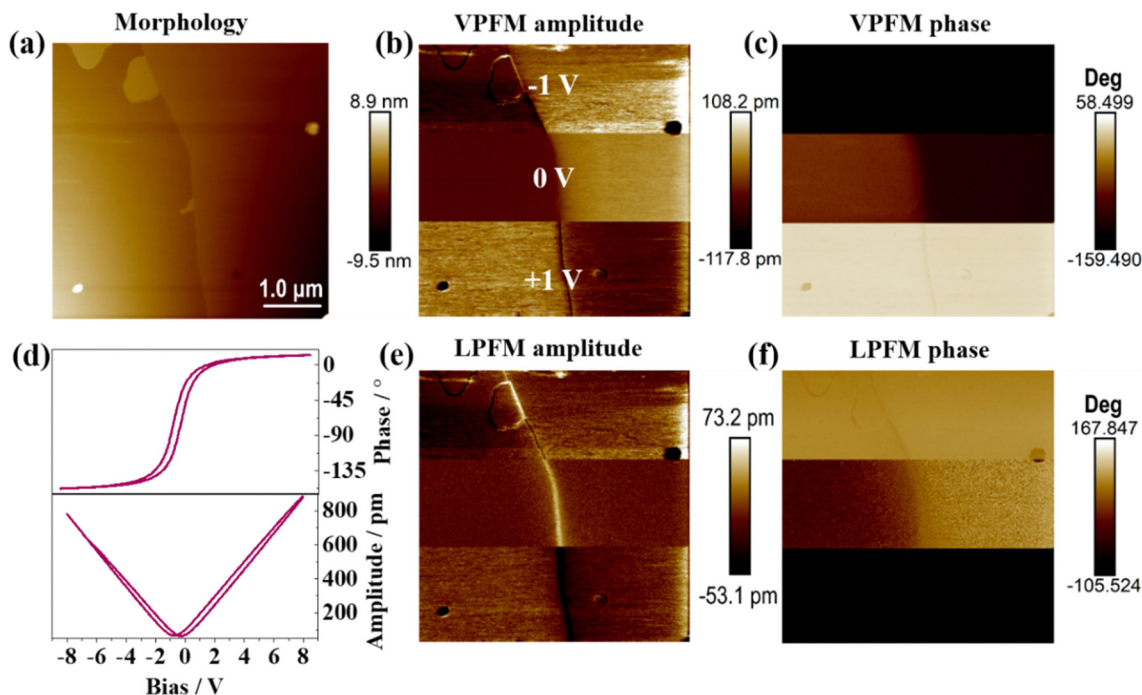 Morphology
VPFM amplitude
VPFM phase
(a)
1.0 µm
8.9 nm
-9.5 nm
(b)
-1 V
0 V
+1 V
108.2 pm
-117.8 pm
(c)
Deg
58.499
-159.490
(d)
0
-45
-90
-135
Phase / °
800
600
400
200
Amplitude / pm
-8 -6 -4 -2 0 2 4 6 8
Bias / V
LPFM amplitude
(e)
73.2 pm
-53.1 pm
LPFM phase
(f)
Deg
167.847
-105.524